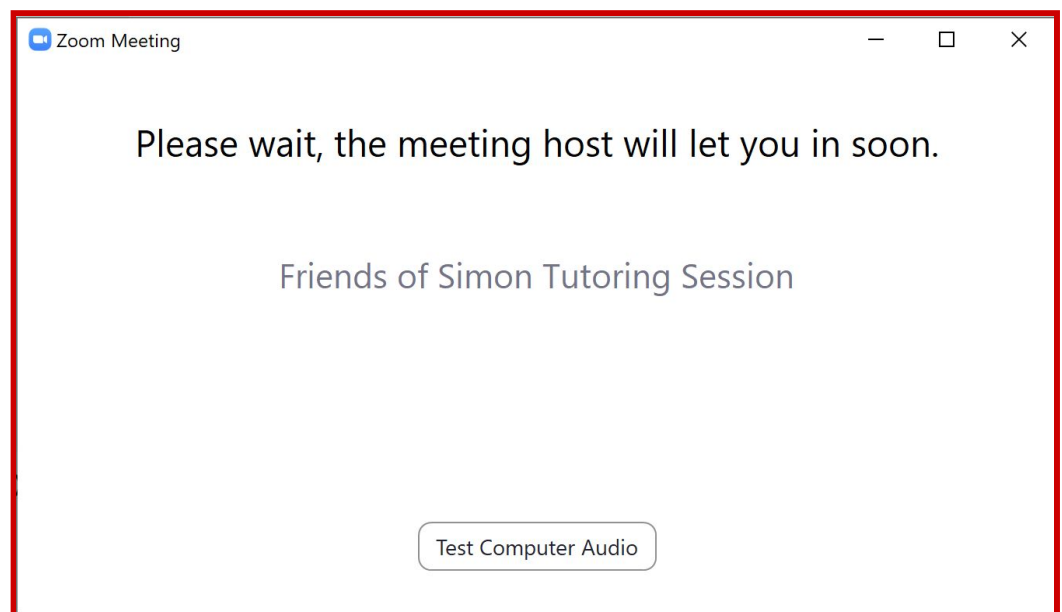 Zoom Meeting
Please wait, the meeting host will let you in soon.
Friends of Simon Tutoring Session
Test Computer Audio